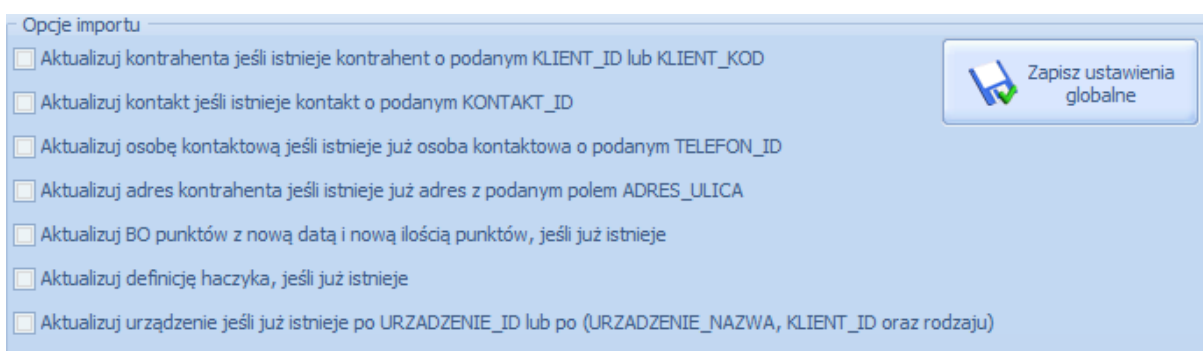 Opcje importu
Aktualizuj kontrahenta jeśli istnieje kontrahent o podanym KLIENT_ID lub KLIENT_KOD
Zapisz ustawienia
globalne
Aktualizuj kontakt jeśli istnieje kontakt o podanym KONTAKT_ID
Aktualizuj osobę kontaktową jeśli istnieje już osoba kontaktowa o podanym TELEFON_ID
Aktualizuj adres kontrahenta jeśli istnieje już adres z podanym polem ADRES_ULICA
Aktualizuj BO punktów z nową datą i nową ilością punktów, jeśli już istnieje
Aktualizuj definicję haczyka, jeśli już istnieje
Aktualizuj urządzenie jeśli już istnieje po URZADZENIE_ID lub po (URZADZENIE_NAZWA, KLIENT_ID oraz rodzaju)